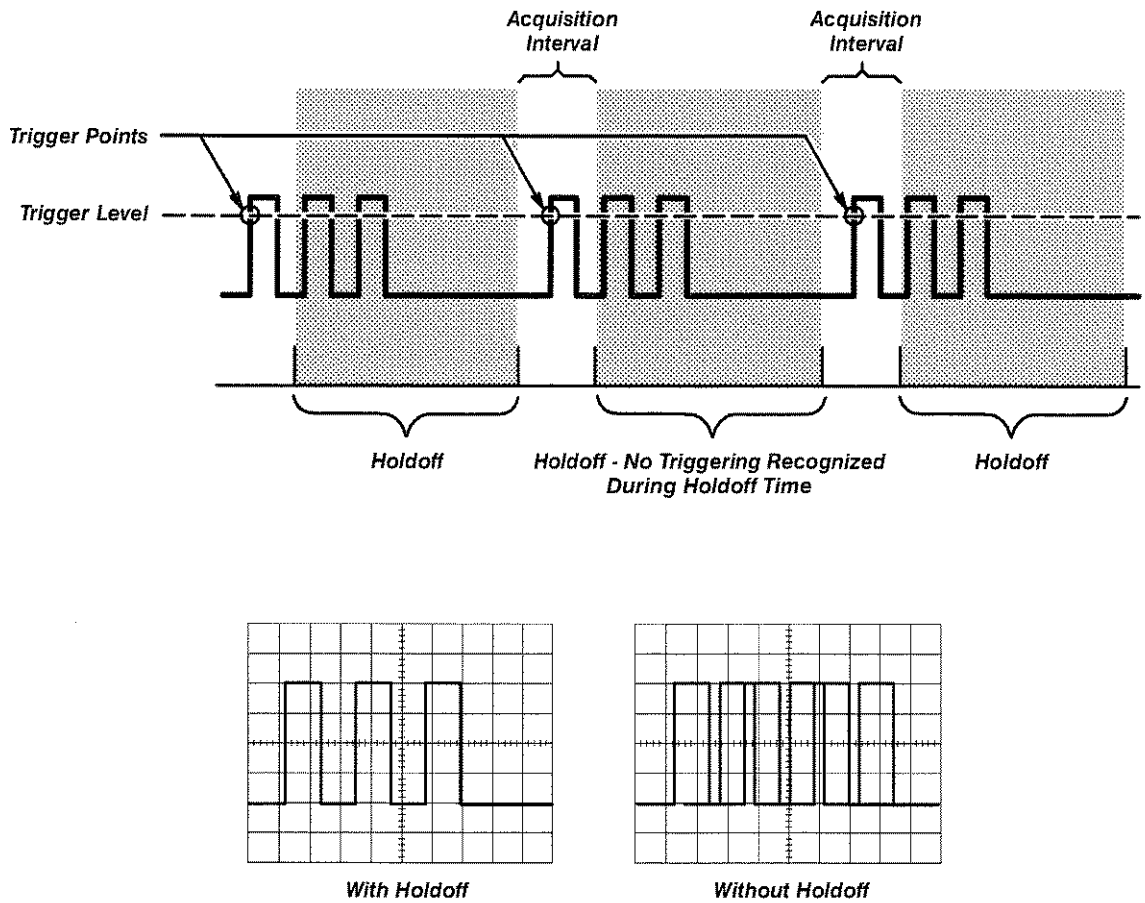 Acquisition
Interval
Acquisition
Interval
Trigger Points
Trigger Level
Holdoff
Holdoff - No Triggering Recognized
During Holdoff Time
Holdoff
With Holdoff
Without Holdoff